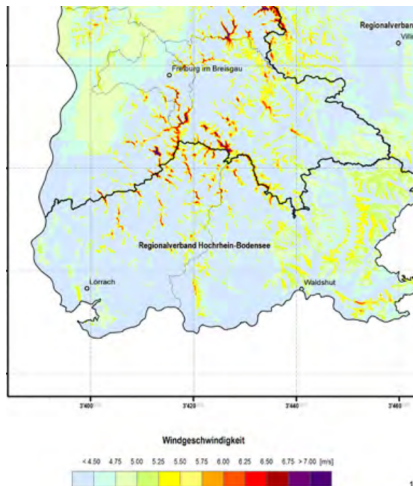 Regionalverband
Ville
Freiburg im Breisgau
Regionalverband Hochrhein-Bodensee
Lörrach
Waldshut
3'400 3'420 3'440 3'460
Windgeschwindigkeit
< 4.50 4.75 5.00 5.25 5.50 5.75 6.00 6.25 6.50 6.75 > 7.00 [m/s]
1